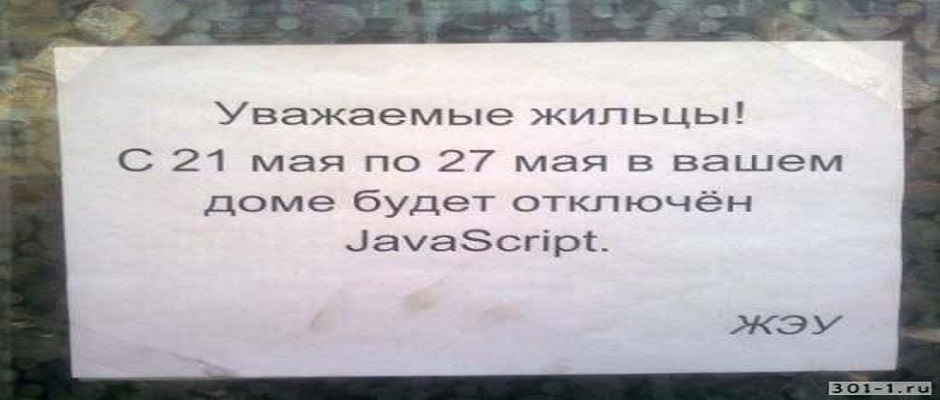 Уважаемые жильцы!
С 21 мая по 27 мая в вашем
доме будет отключён
JavaScript.
ЖЭУ
301-1.ru